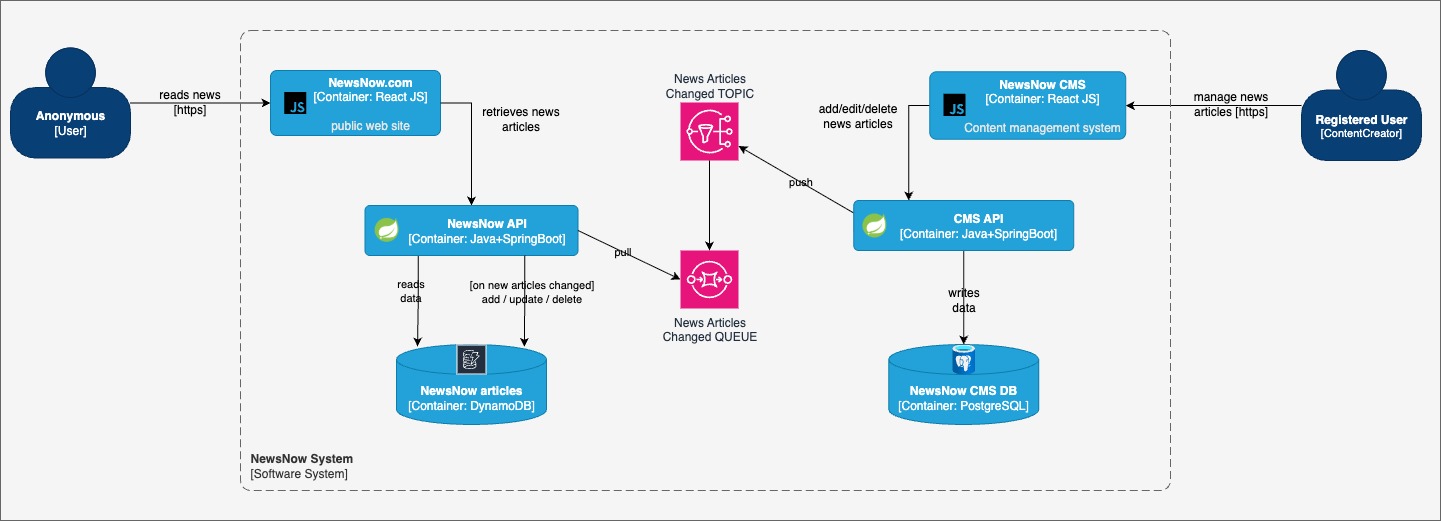 Anonymous
[User]
reads news
[https]
NewsNow.com
[Container: React JS]
JS
public web site
retrieves news
articles
News Articles
Changed TOPIC
add/edit/delete
news articles
NewsNow CMS
[Container: React JS]
JS
Content management system
manage news
articles [https]
Registered User
[ContentCreator]
push
NewsNow API
[Container: Java+SpringBoot]
CMS API
[Container: Java+SpringBoot]
pull
reads
data
[on new articles changed]
add / update / delete
News Articles
Changed QUEUE
writes
data
NewsNow articles
[Container: DynamoDB]
NewsNow CMS DB
[Container: PostgreSQL]
NewsNow System
[Software System]